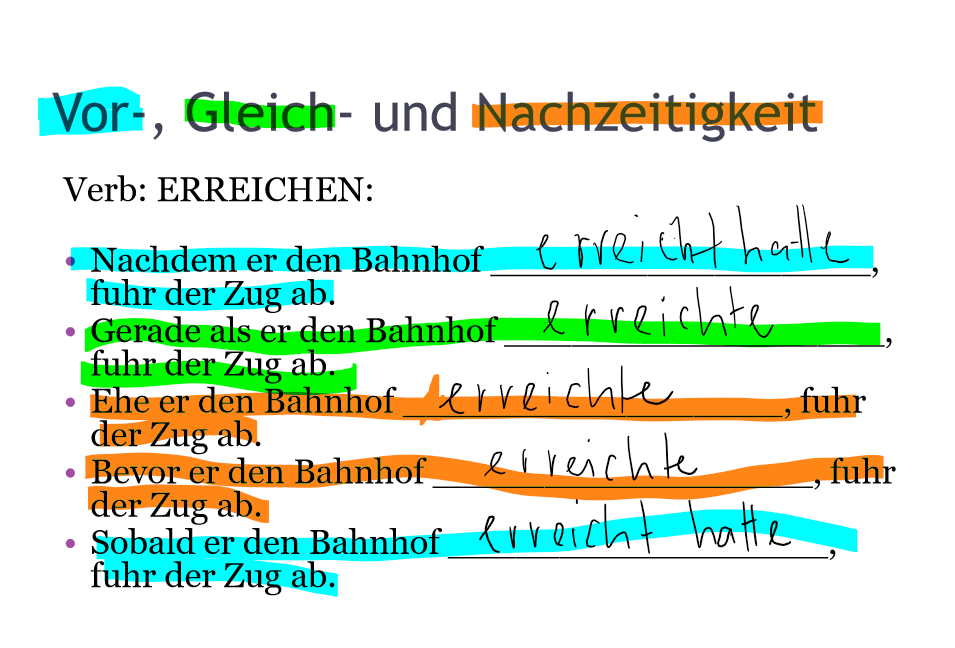 Vor-, Gleich- und Nachzeitigkeit
Verb: ERREICHEN:
• Nachdem er den Bahnhof erreicht hatte,
fuhr der Zug ab.
• Gerade als er den Bahnhof erreichte,
fuhr der Zug ab.
• Ehe er den Bahnhof erreichte, fuhr
der Zug ab.
• Bevor er den Bahnhof erreichte, fuhr
der Zug ab.
• Sobald er den Bahnhof erreicht hatte,
fuhr der Zug ab.